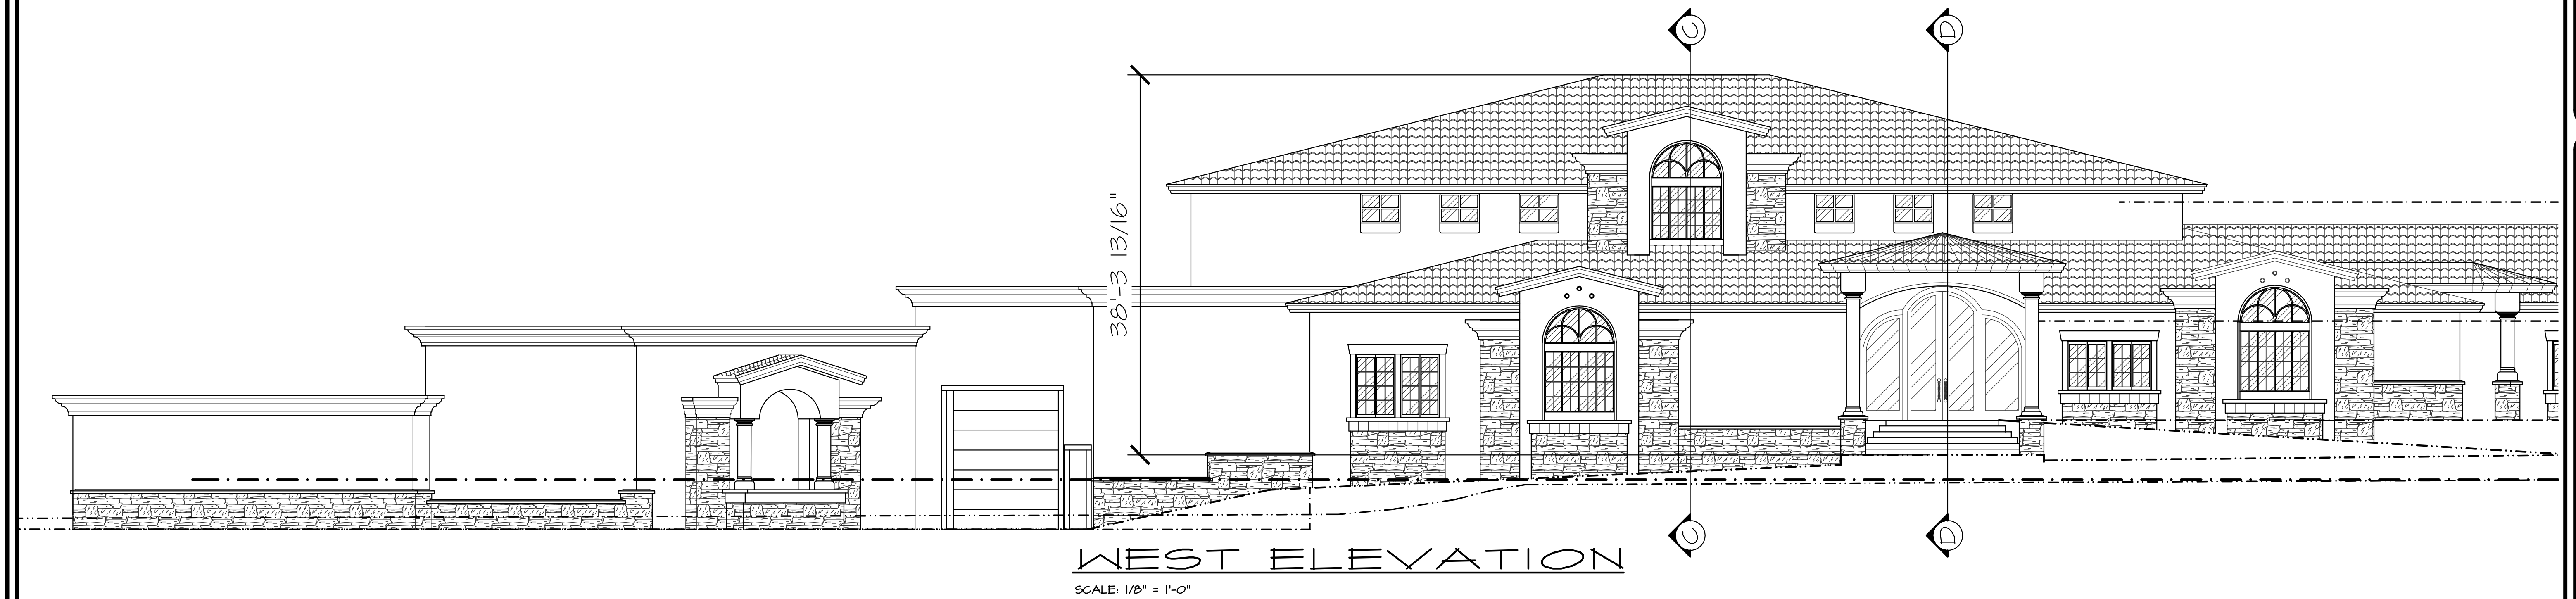 C
D
38'-3 13/16"
C
D
WEST ELEVATION
SCALE: 1/8" = 1'-0"